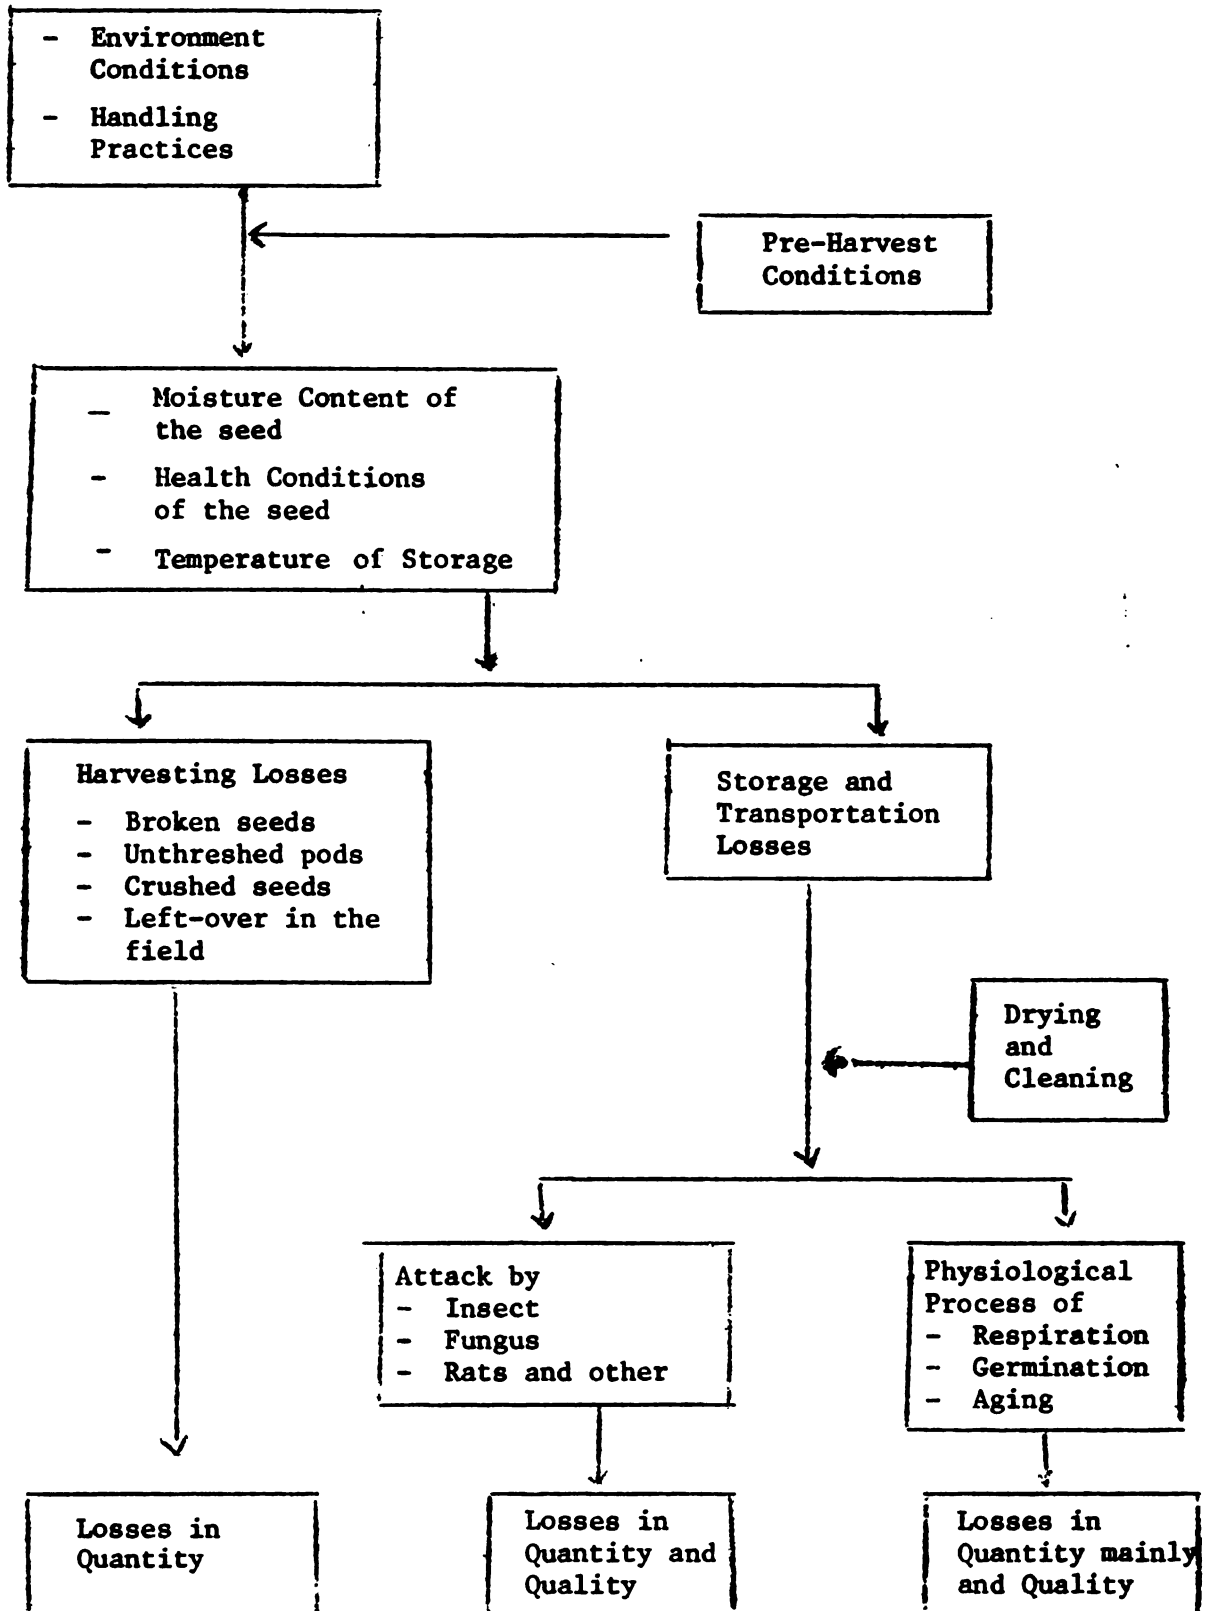 - Environment
Conditions
- Handling
Practices
Pre-Harvest
Conditions
- Moisture Content of
the seed
- Health Conditions
of the seed
- Temperature of Storage
Harvesting Losses
- Broken seeds
- Unthreshed pods
- Crushed seeds
- Left-over in the
field
Storage and
Transportation
Losses
Drying
and
Cleaning
Attack by
- Insect
- Fungus
- Rats and other
Physiological
Process of
- Respiration
- Germination
- Aging
Losses in
Quantity
Losses in
Quantity and
Quality
Losses in
Quantity mainly
and Quality